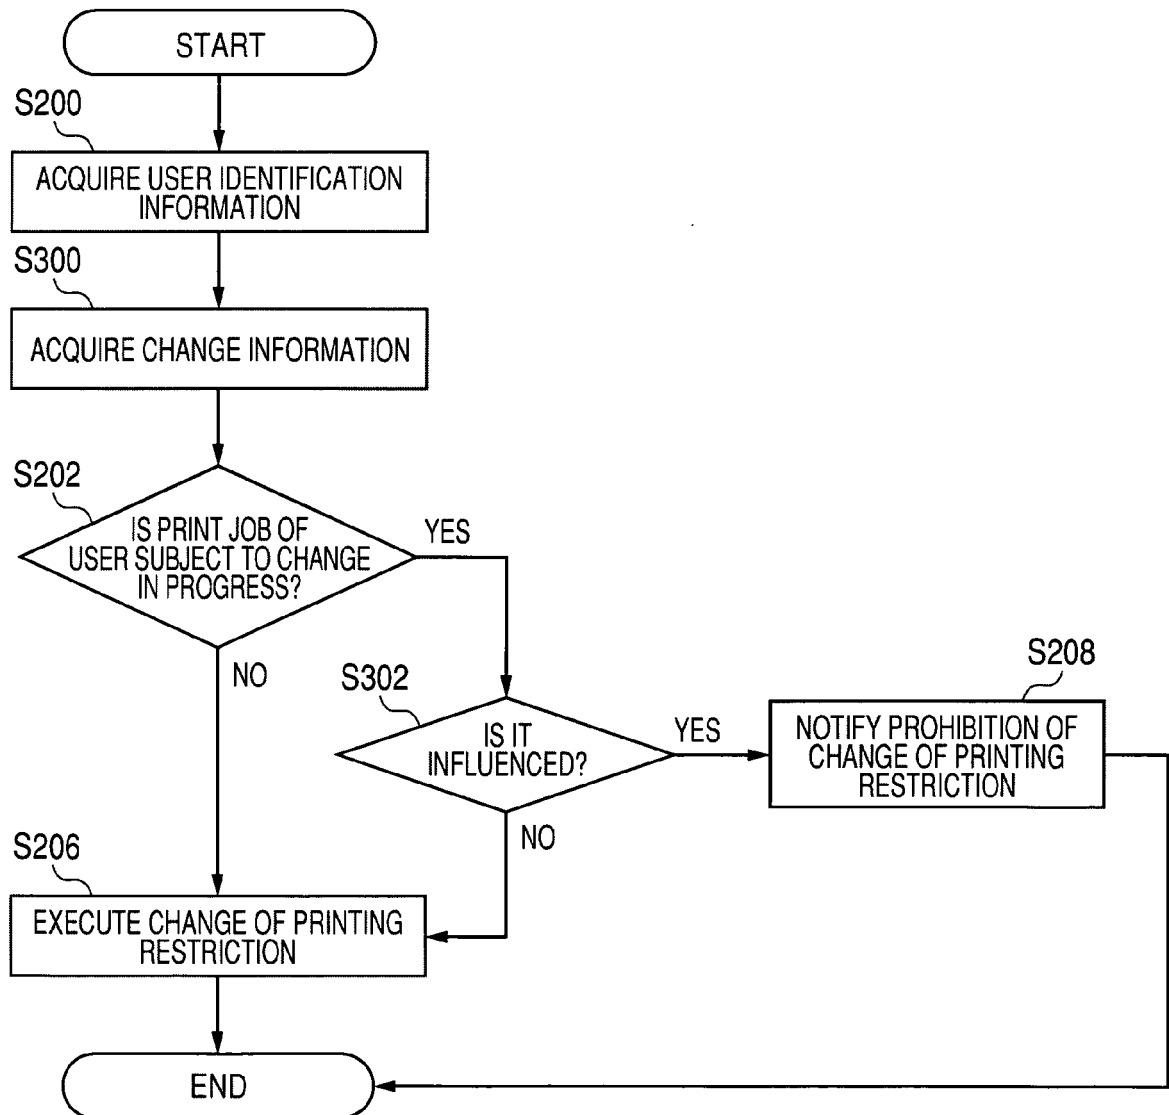 START
S200
ACQUIRE USER IDENTIFICATION
INFORMATION
S300
ACQUIRE CHANGE INFORMATION
S202
IS PRINT JOB OF
USER SUBJECT TO CHANGE
IN PROGRESS?
YES
NO
S302
IS IT
INFLUENCED?
YES
NO
S208
NOTIFY PROHIBITION OF
CHANGE OF PRINTING
RESTRICTION
S206
EXECUTE CHANGE OF PRINTING
RESTRICTION
END